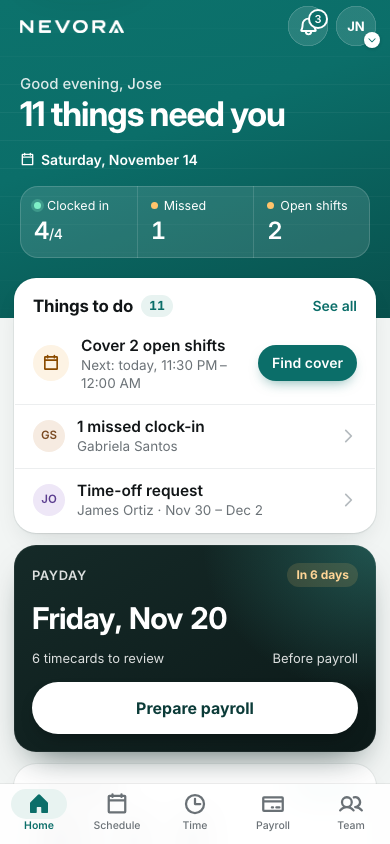 NEVORA
3
JN
Good evening, Jose
11 things need you
Saturday, November 14
Clocked in
4/4
Missed
1
Open shifts
2
Things to do 11
See all
Cover 2 open shifts
Next: today, 11:30 PM –
12:00 AM
Find cover
GS
1 missed clock-in
Gabriela Santos
JO
Time-off request
James Ortiz · Nov 30 – Dec 2
PAYDAY
In 6 days
Friday, Nov 20
6 timecards to review
Before payroll
Prepare payroll
Home
Schedule
Time
Payroll
Team